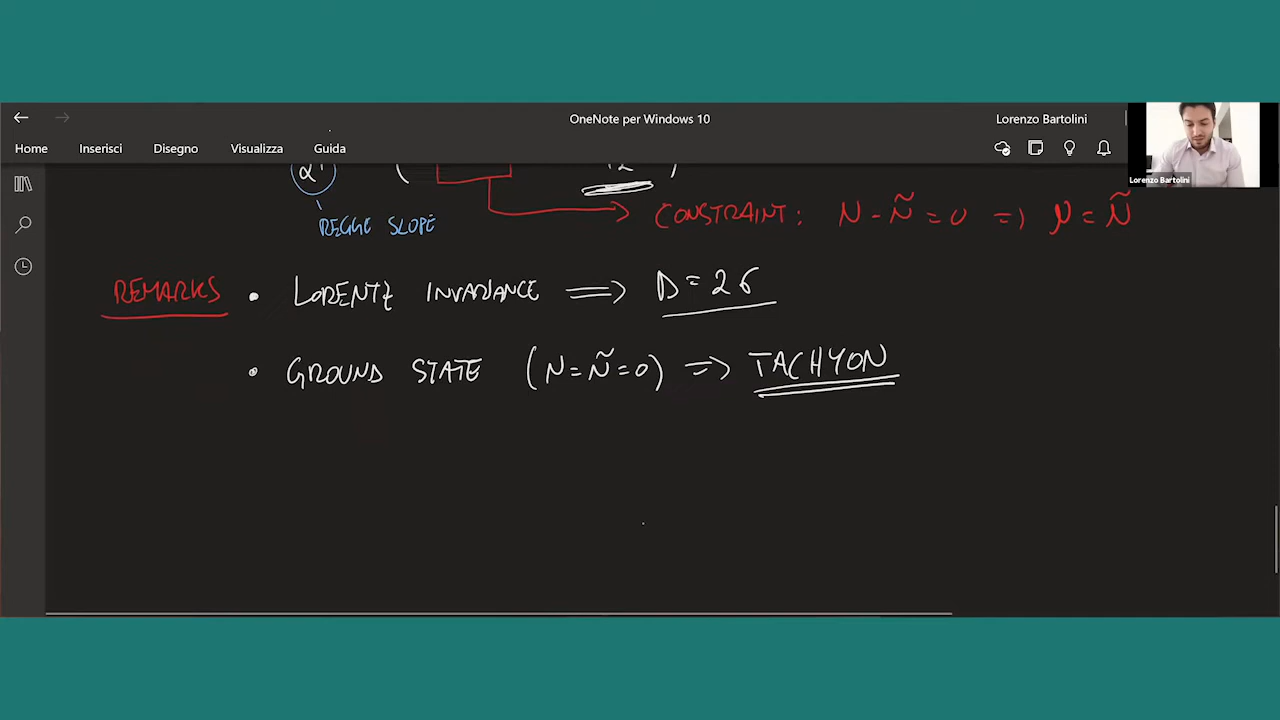 OneNote per Windows 10
Lorenzo Bartolini
Home Inserisci Disegno Visualizza Guida
Lorenzo Bartolini
α'
12
REGGE SLOPE
CONSTRAINT: N - Ñ = 0 => N = Ñ
REMARKS • LORENTZ INVARIANCE => D = 26
• GROUND STATE (N = Ñ = 0) => TACHYON